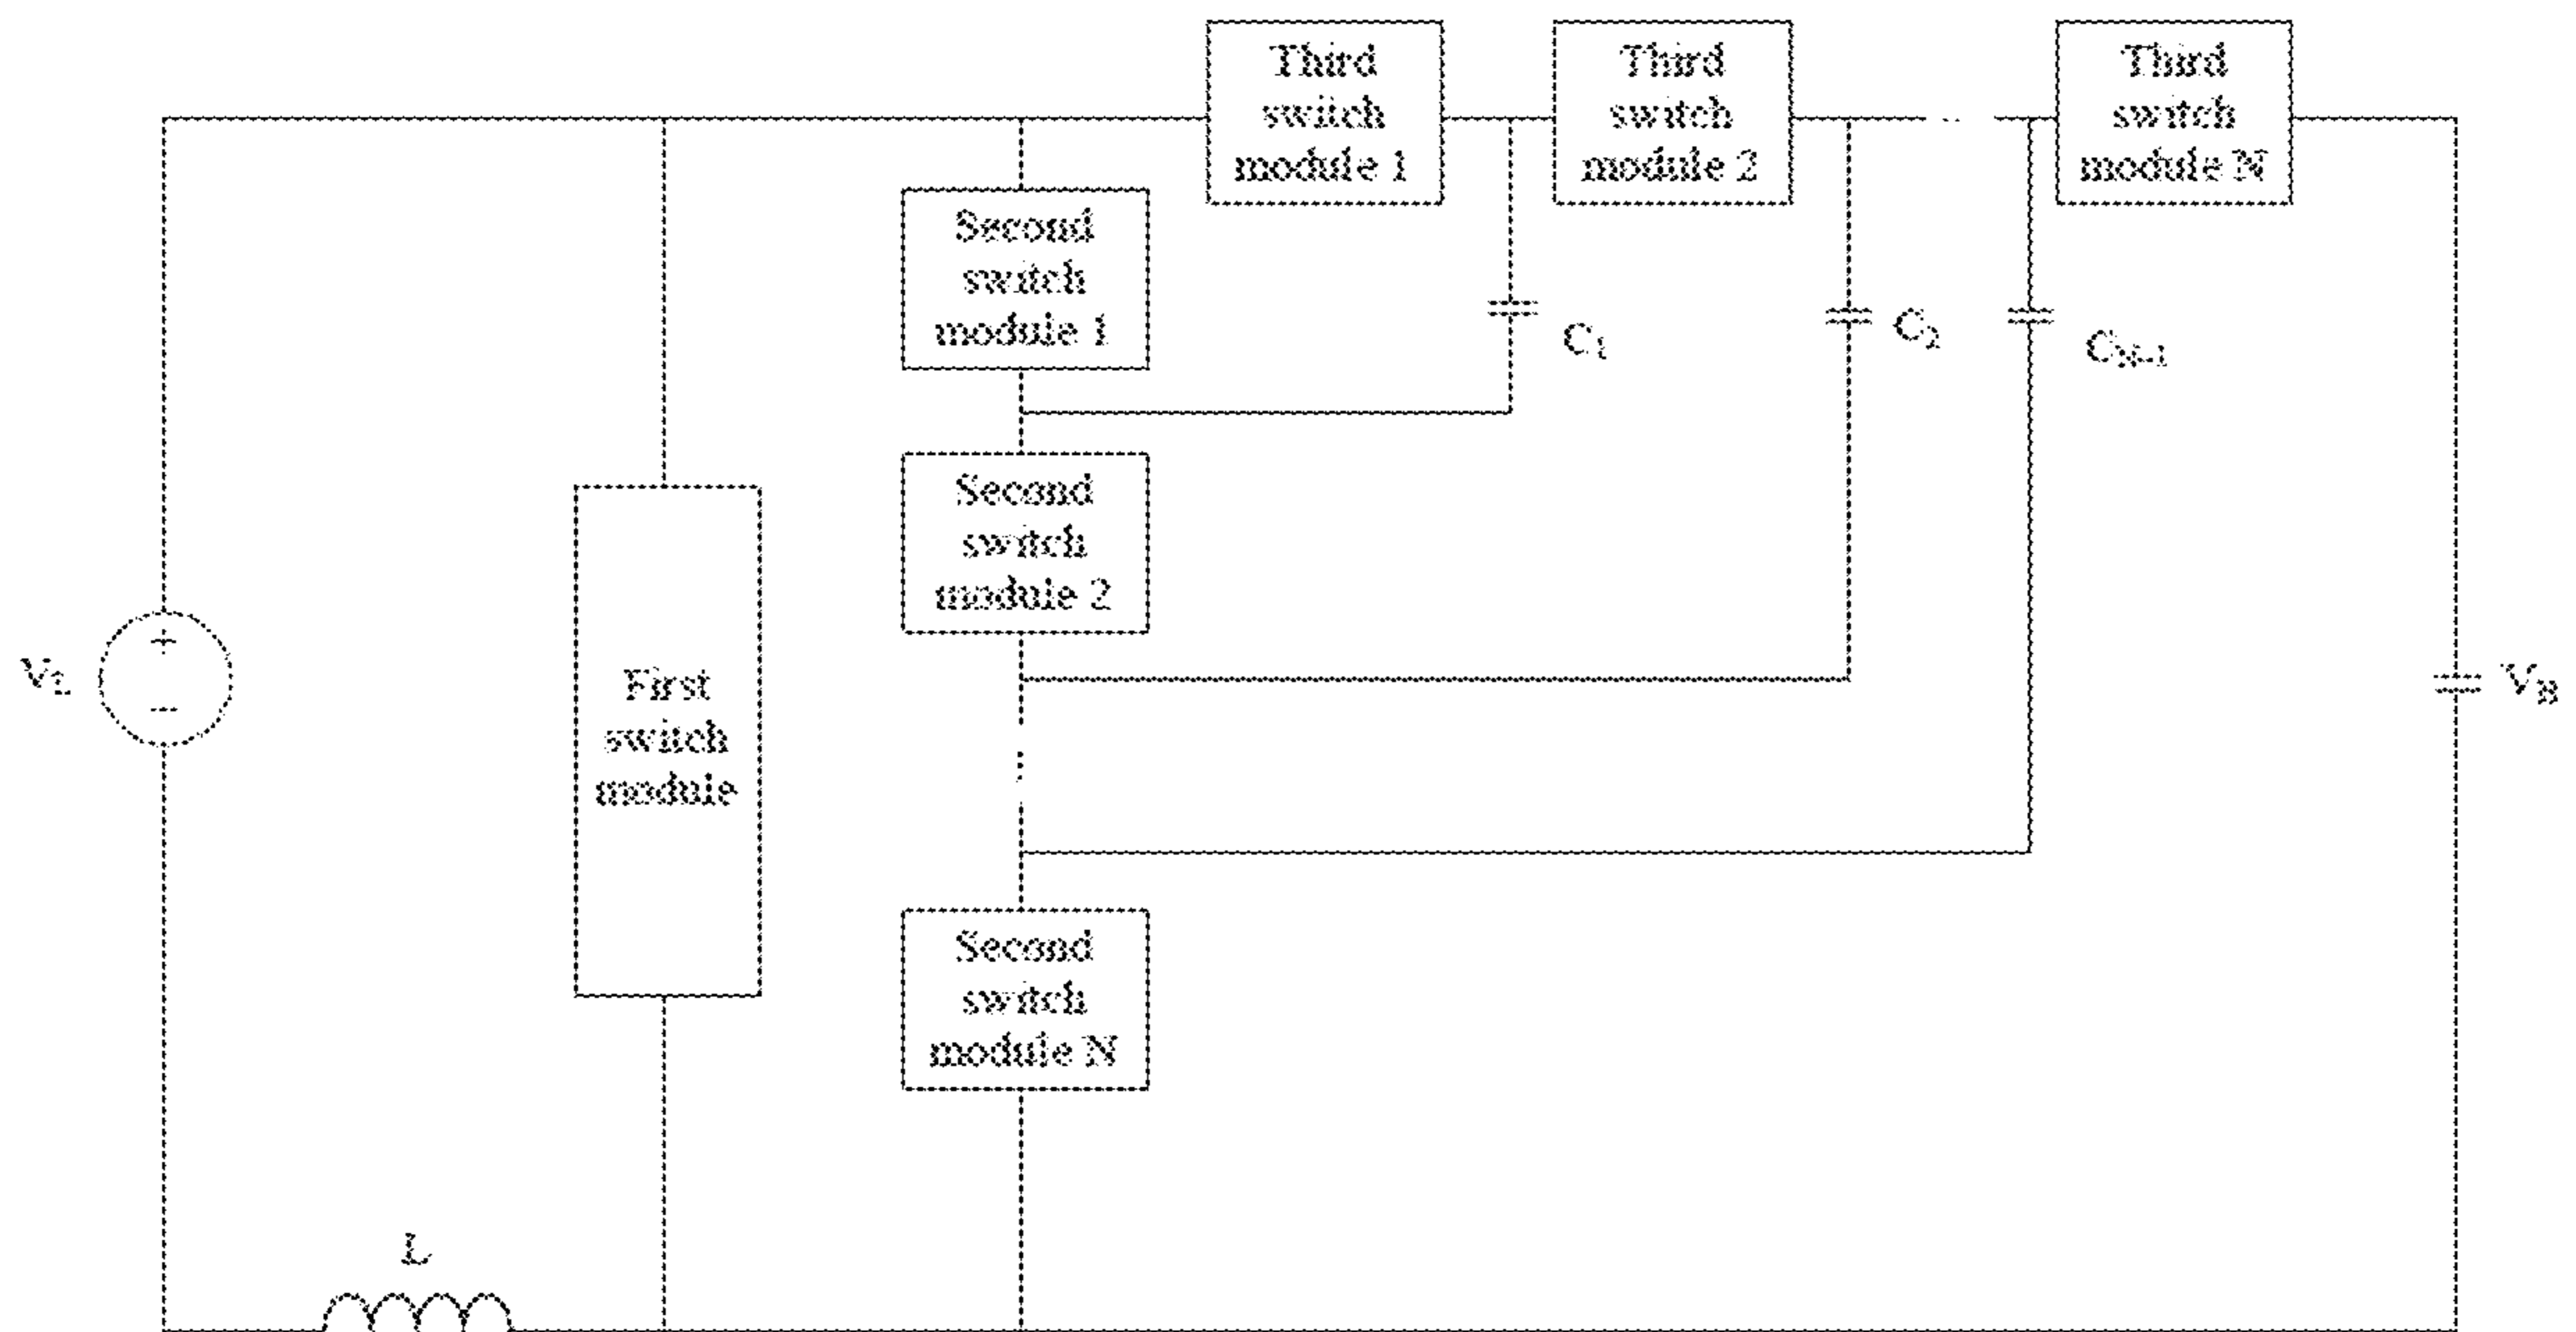 Third
switch
module 1
Third
switch
module 2
Third
switch
module N
Second
switch
module 1
C1
C2
CN-1
Second
switch
module 2
VL
+
−
First
switch
module
VB
Second
switch
module N
L